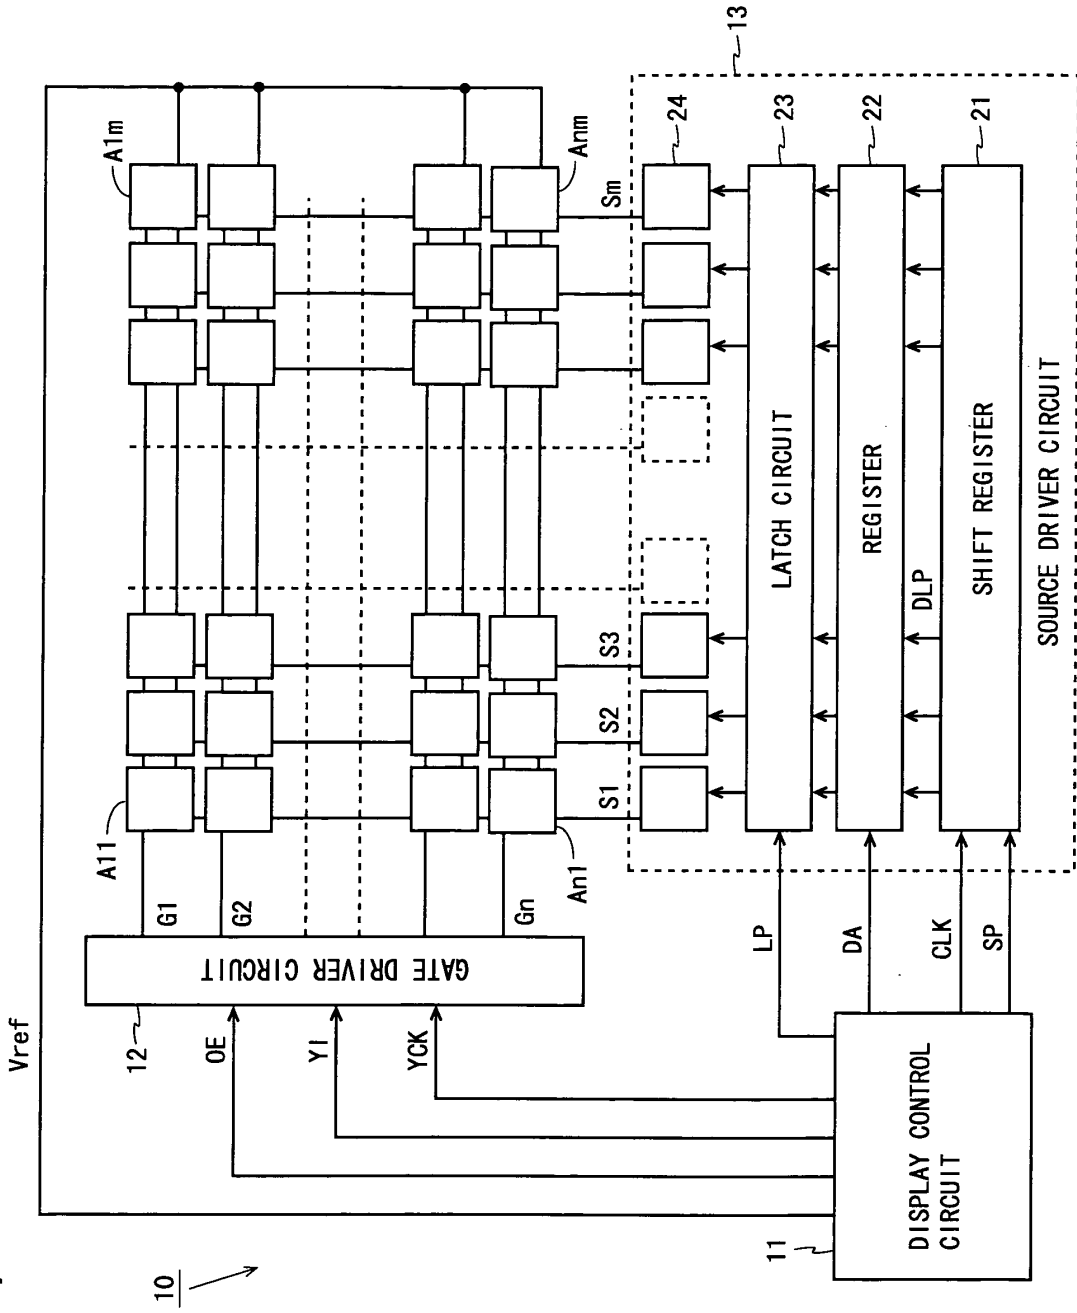 10
Vref
12
GATE DRIVER CIRCUIT
OE
YI
YCK
G1
G2
Gn
A11
A1m
An1
Anm
S1
S2
S3
Sm
13
24
23
22
21
LATCH CIRCUIT
REGISTER
DLP
SHIFT REGISTER
SOURCE DRIVER CIRCUIT
LP
DA
CLK
SP
11
DISPLAY CONTROL
CIRCUIT